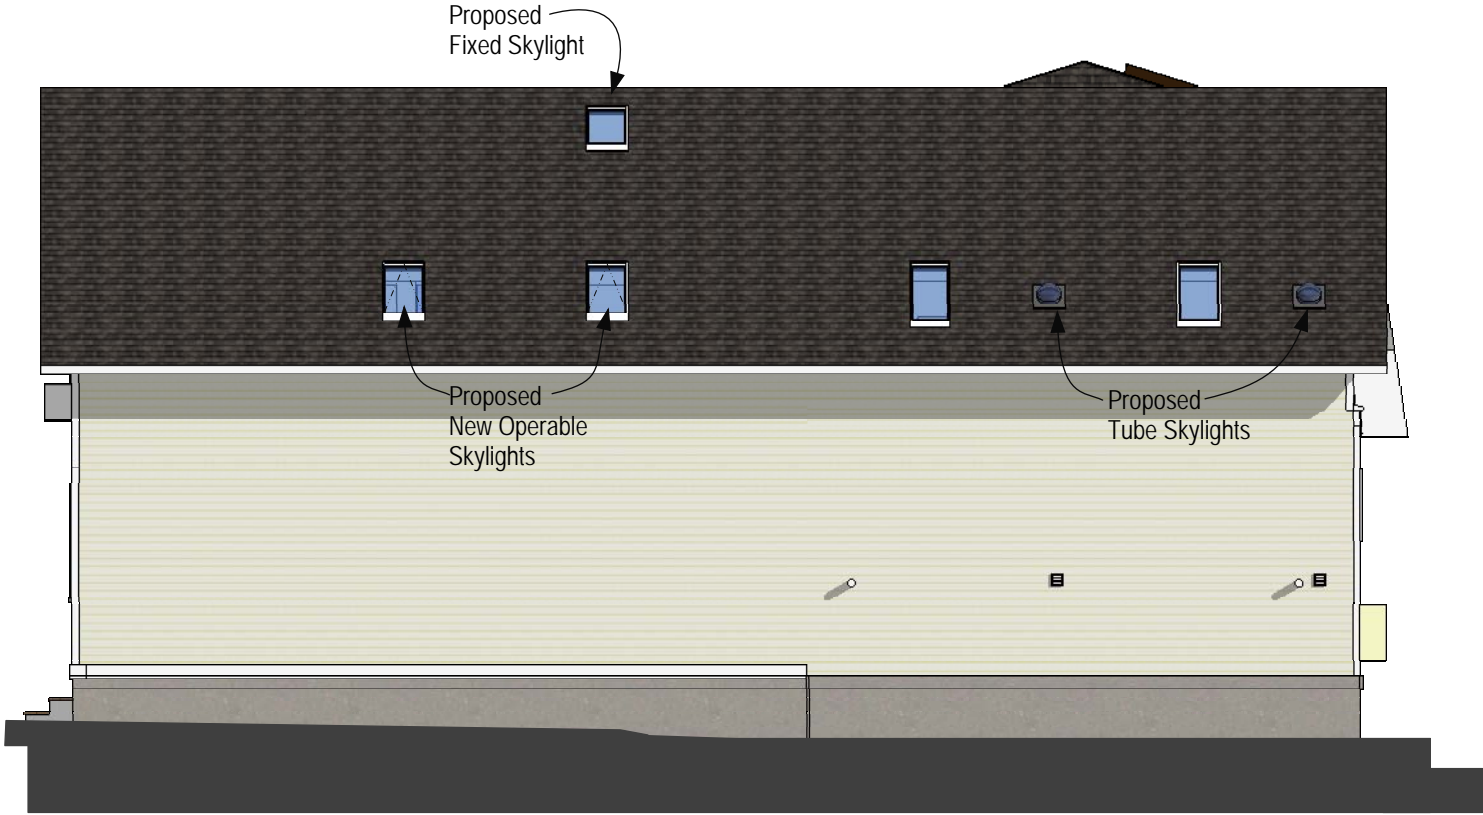 Proposed
Fixed Skylight
Proposed
New Operable
Skylights
Proposed
Tube Skylights